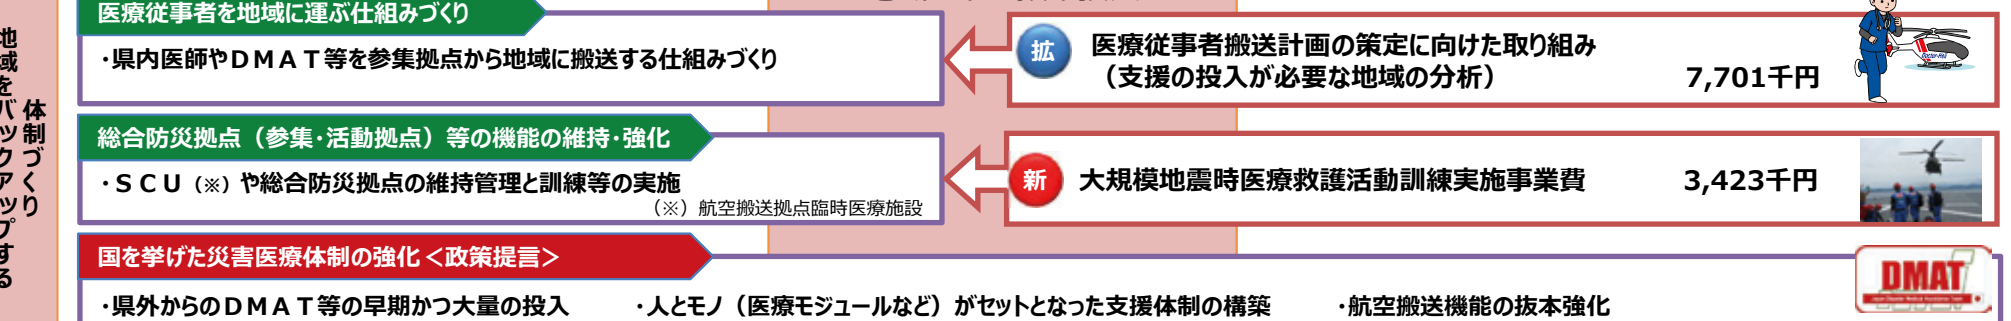 地域をバックアップする
体制づくり
医療従事者を地域に運ぶ仕組みづくり
・県内医師やDMAT等を参集拠点から地域に搬送する仕組みづくり
拡
医療従事者搬送計画の策定に向けた取り組み
（支援の投入が必要な地域の分析）
7,701千円
総合防災拠点（参集・活動拠点）等の機能の維持・強化
・SCU（※）や総合防災拠点の維持管理と訓練等の実施
（※）航空搬送拠点臨時医療施設
新
大規模地震時医療救護活動訓練実施事業費
3,423千円
国を挙げた災害医療体制の強化＜政策提言＞
・県外からのDMAT等の早期かつ大量の投入
・人とモノ（医療モジュールなど）がセットとなった支援体制の構築
・航空搬送機能の抜本強化
DMAT